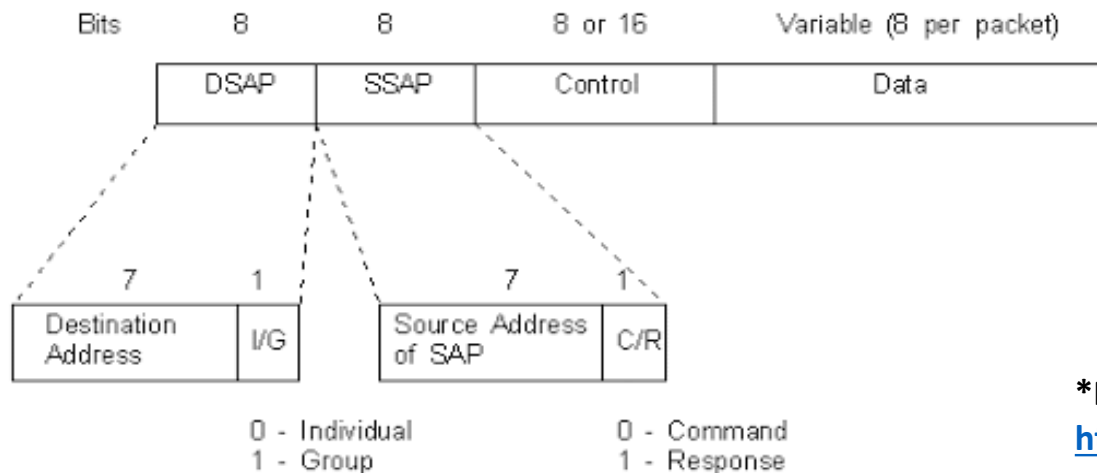 Bits 8 8 8 or 16 Variable (8 per packet)
DSAP SSAP Control Data
7 1 7 1
Destination Address I/G Source Address of SAP C/R
0 - Individual 0 - Command
1 - Group 1 - Response